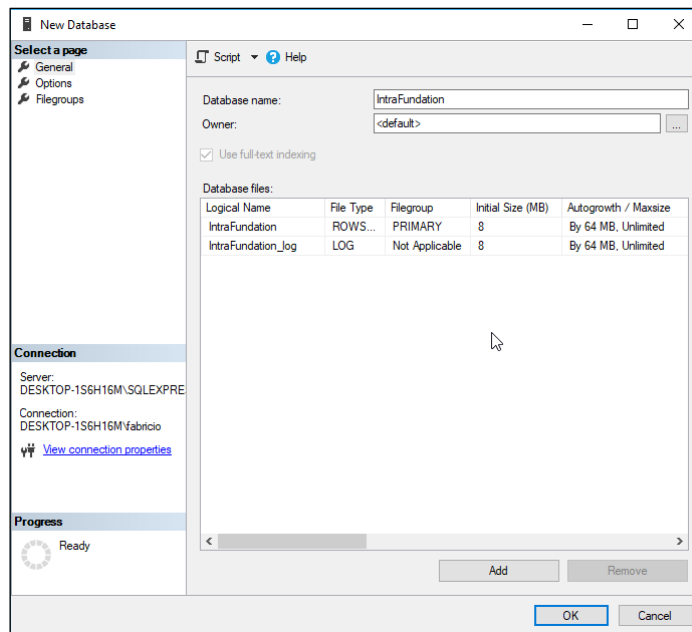 New Database
Select a page
General
Options
Filegroups
Script
Help
Database name:
IntraFundation
Owner:
<default>
...
Use full-text indexing
Database files:
Logical Name File Type Filegroup Initial Size (MB) Autogrowth / Maxsize
IntraFundation ROWS... PRIMARY 8 By 64 MB, Unlimited
IntraFundation_log LOG Not Applicable 8 By 64 MB, Unlimited
Connection
Server:
DESKTOP-1S6H16M\SQLEXPRE
Connection:
DESKTOP-1S6H16M\fabricio
View connection properties
Progress
Ready
Add
Remove
OK
Cancel